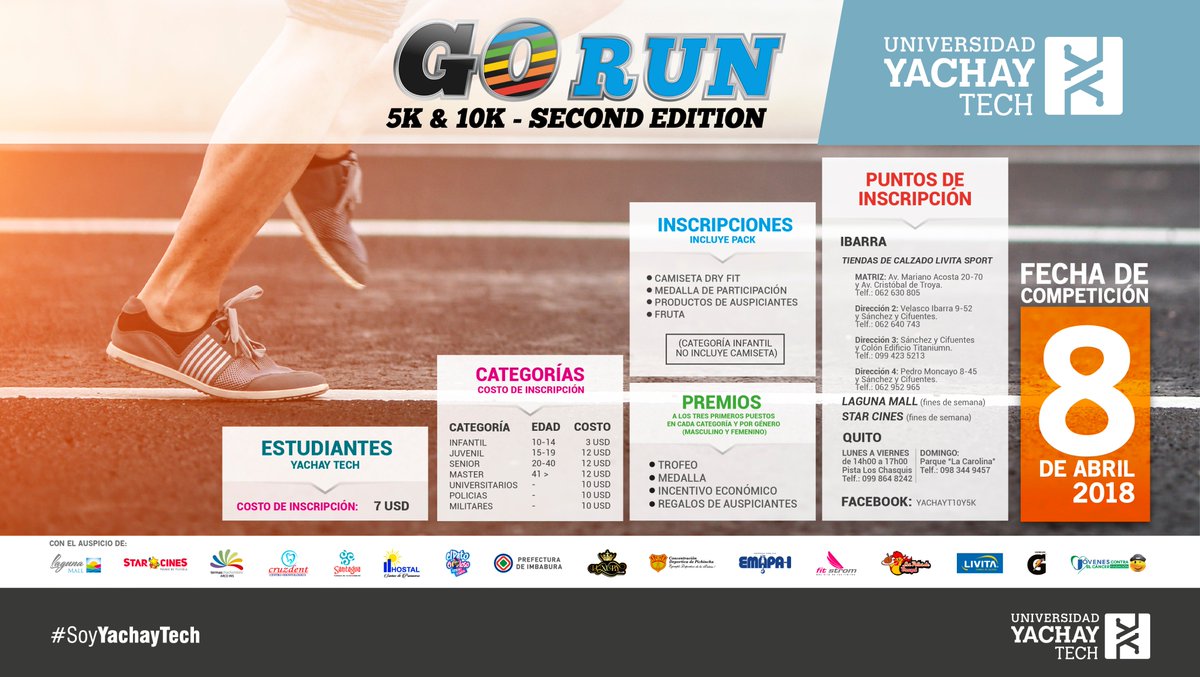 GO RUN
5K & 10K - SECOND EDITION
UNIVERSIDAD
YACHAY
TECH
ESTUDIANTES
YACHAY TECH
COSTO DE INSCRIPCIÓN: 7 USD
CATEGORÍAS
COSTO DE INSCRIPCIÓN
CATEGORÍA EDAD COSTO
INFANTIL 10-14 3 USD
JUVENIL 15-19 12 USD
SENIOR 20-40 12 USD
MASTER 41 > 12 USD
UNIVERSITARIOS - 10 USD
POLICIAS - 10 USD
MILITARES - 10 USD
INSCRIPCIONES
INCLUYE PACK
CAMISETA DRY FIT
MEDALLA DE PARTICIPACIÓN
PRODUCTOS DE AUSPICIANTES
FRUTA
(CATEGORÍA INFANTIL
NO INCLUYE CAMISETA)
PREMIOS
A LOS TRES PRIMEROS PUESTOS
EN CADA CATEGORÍA Y POR GÉNERO
(MASCULINO Y FEMENINO)
TROFEO
MEDALLA
INCENTIVO ECONÓMICO
REGALOS DE AUSPICIANTES
PUNTOS DE
INSCRIPCIÓN
IBARRA
TIENDAS DE CALZADO LIVITA SPORT
MATRIZ: Av. Mariano Acosta 20-70
y Av. Cristóbal de Troya.
Telf.: 062 630 805
Dirección 2: Velasco Ibarra 9-52
y Sánchez y Cifuentes.
Telf.: 062 640 743
Dirección 3: Sánchez y Cifuentes
y Colón Edificio Titaniumn.
Telf.: 099 423 5213
Dirección 4: Pedro Moncayo 8-45
y Sánchez y Cifuentes.
Telf.: 062 952 965
LAGUNA MALL (fines de semana)
STAR CINES (fines de semana)
QUITO
LUNES A VIERNES
de 14h00 a 17h00
Pista Los Chasquis
Telf.: 099 864 8242
DOMINGO:
Parque "La Carolina"
Telf.: 098 344 9457
FACEBOOK: YACHAYT10Y5K
FECHA DE
COMPETICIÓN
8
DE ABRIL
2018
CON EL AUSPICIO DE:
Laguna
MALL
STAR CINES
cruzdent
Santagua
HOSTAL
PREFECTURA
DE IMBABURA
LUXURY
Concentración
Deportiva de Pichincha
EMAPA-I
fit strom
LIVITA
G
JÓVENES CONTRA
EL CÁNCER
#SoyYachayTech
UNIVERSIDAD
YACHAY
TECH